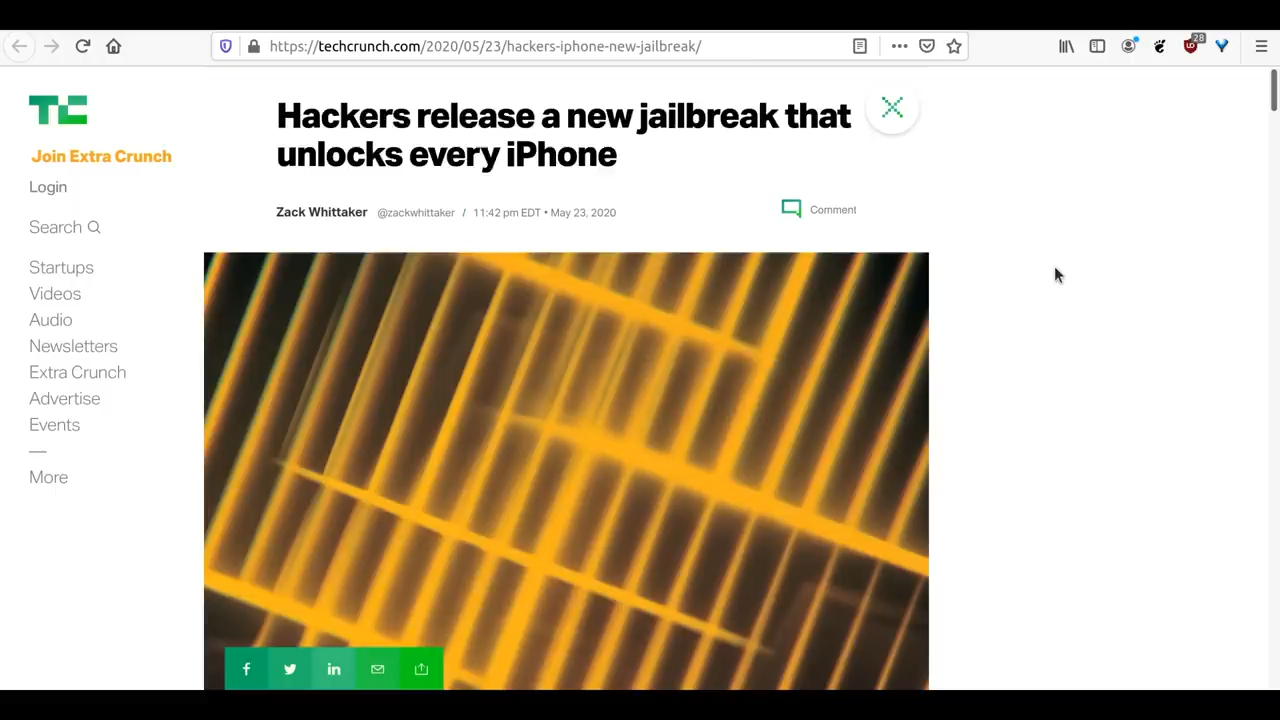 https://techcrunch.com/2020/05/23/hackers-iphone-new-jailbreak/
28
TC
Join Extra Crunch
Login
Search
Startups
Videos
Audio
Newsletters
Extra Crunch
Advertise
Events
—
More
Hackers release a new jailbreak that
unlocks every iPhone
Zack Whittaker @zackwhittaker / 11:42 pm EDT • May 23, 2020
Comment